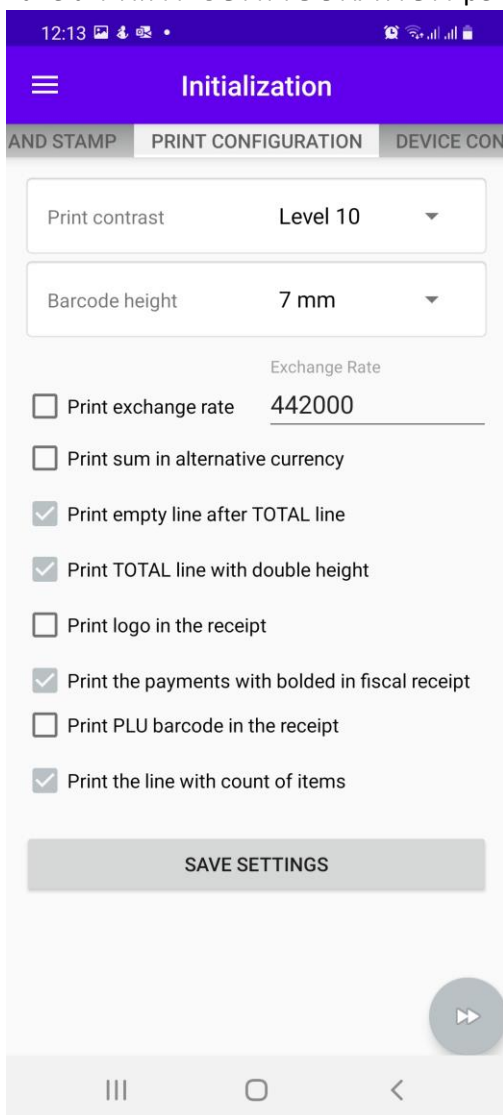 12:13
Initialization
AND STAMP PRINT CONFIGURATION DEVICE CON
Print contrast Level 10
Barcode height 7 mm
Exchange Rate
Print exchange rate 442000
Print sum in alternative currency
Print empty line after TOTAL line
Print TOTAL line with double height
Print logo in the receipt
Print the payments with bolded in fiscal receipt
Print PLU barcode in the receipt
Print the line with count of items
SAVE SETTINGS